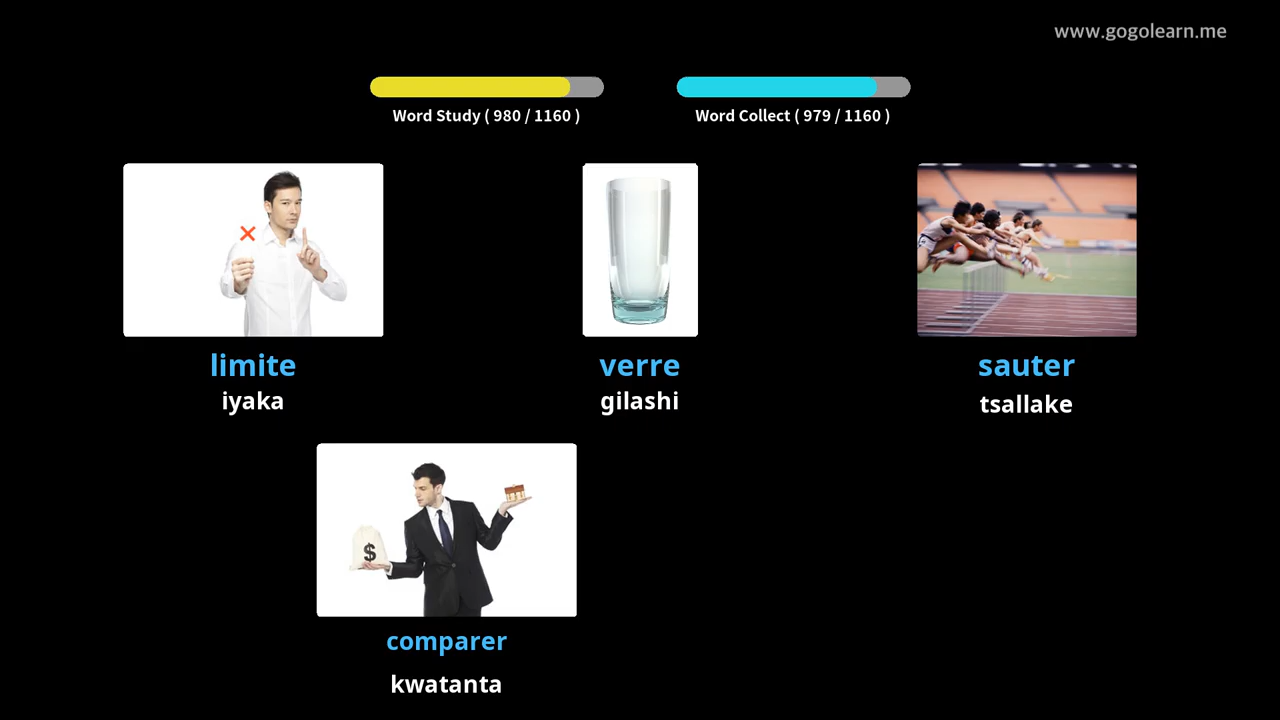 www.gogolearn.me
Word Study ( 980 / 1160 )
Word Collect ( 979 / 1160 )
limite
iyaka
verre
gilashi
sauter
tsallake
$
comparer
kwatanta